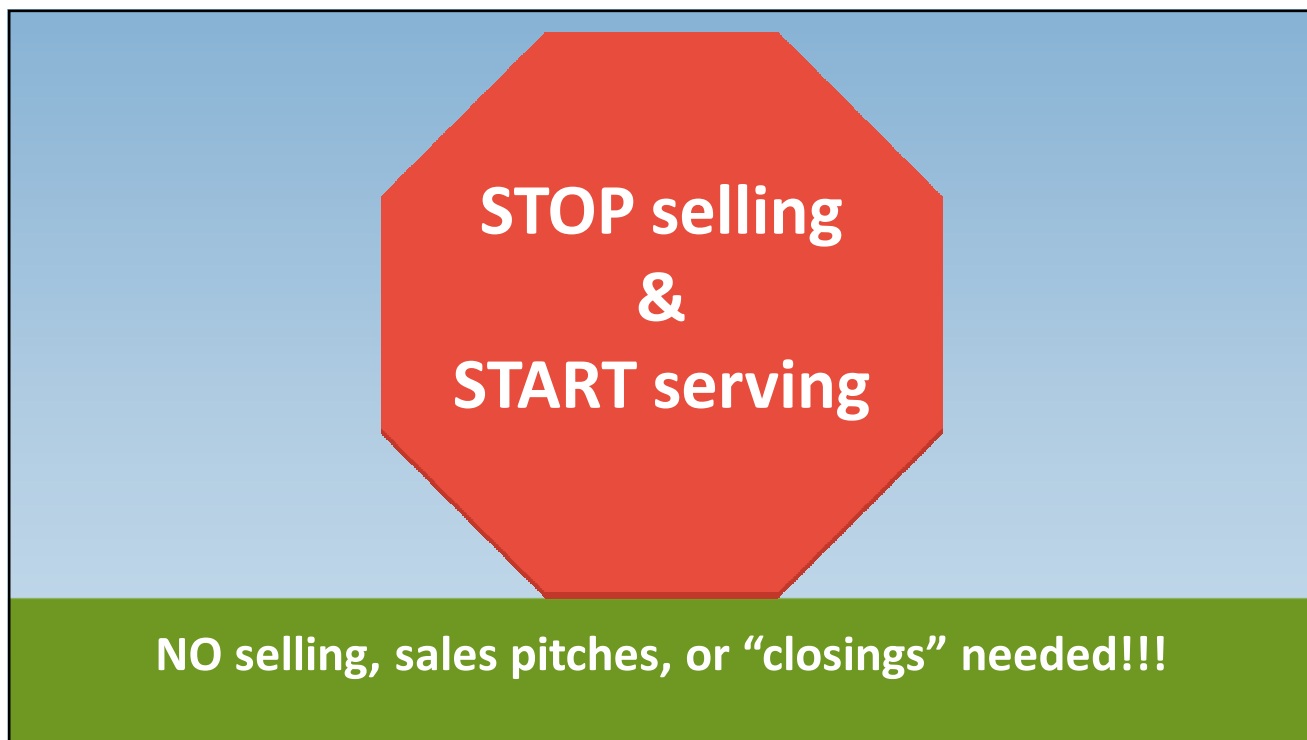 STOP selling
&
START serving
NO selling, sales pitches, or “closings” needed!!!